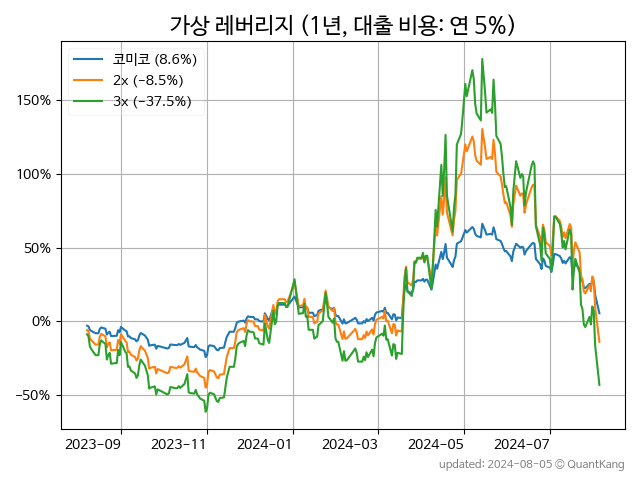 가상 레버리지 (1년, 대출 비용: 연 5%)
코미코 (8.6%)
2x (−8.5%)
3x (−37.5%)
150%
100%
50%
0%
−50%
2023-09 2023-11 2024-01 2024-03 2024-05 2024-07
updated: 2024-08-05 © QuantKang